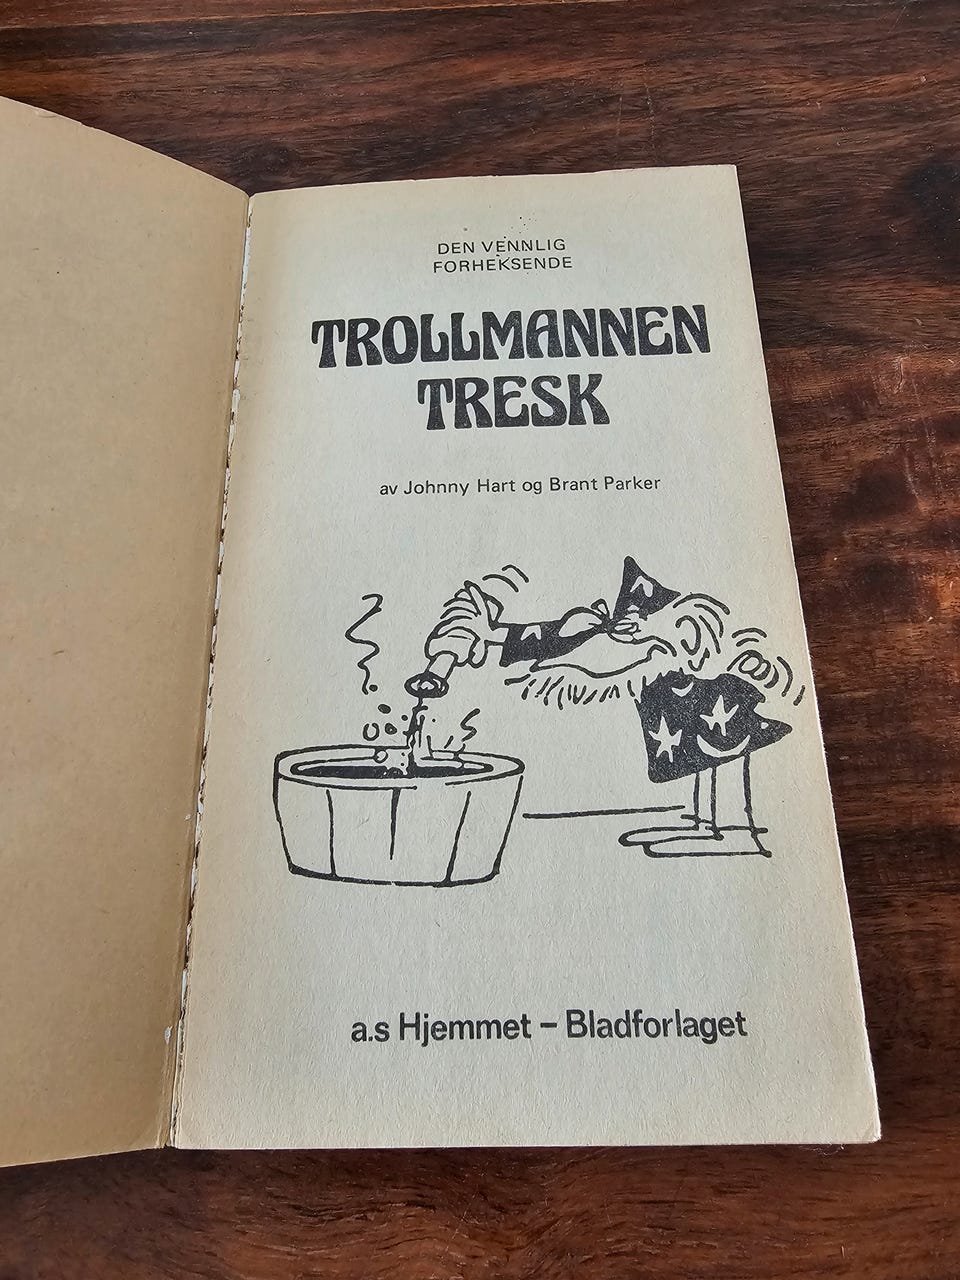 DEN VENNLIG
FORHEKSENDE
TROLLMANNEN
TRESK
av Johnny Hart og Brant Parker
a.s Hjemmet – Bladforlaget